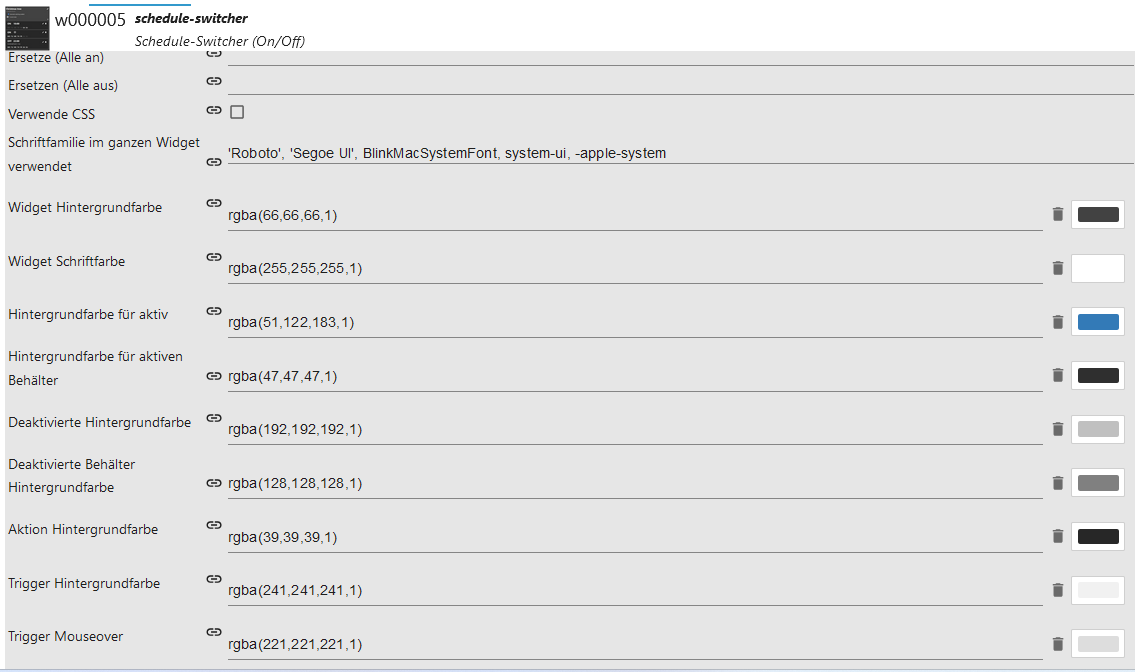 w000005 schedule-switcher
Schedule-Switcher (On/Off)
Ersetze (Alle an)
Ersetzen (Alle aus)
Verwende CSS
Schriftfamilie im ganzen Widget
verwendet
'Roboto', 'Segoe UI', BlinkMacSystemFont, system-ui, -apple-system
Widget Hintergrundfarbe
rgba(66,66,66,1)
Widget Schriftfarbe
rgba(255,255,255,1)
Hintergrundfarbe für aktiv
rgba(51,122,183,1)
Hintergrundfarbe für aktiven
Behälter
rgba(47,47,47,1)
Deaktivierte Hintergrundfarbe
rgba(192,192,192,1)
Deaktivierte Behälter
Hintergrundfarbe
rgba(128,128,128,1)
Aktion Hintergrundfarbe
rgba(39,39,39,1)
Trigger Hintergrundfarbe
rgba(241,241,241,1)
Trigger Mouseover
rgba(221,221,221,1)